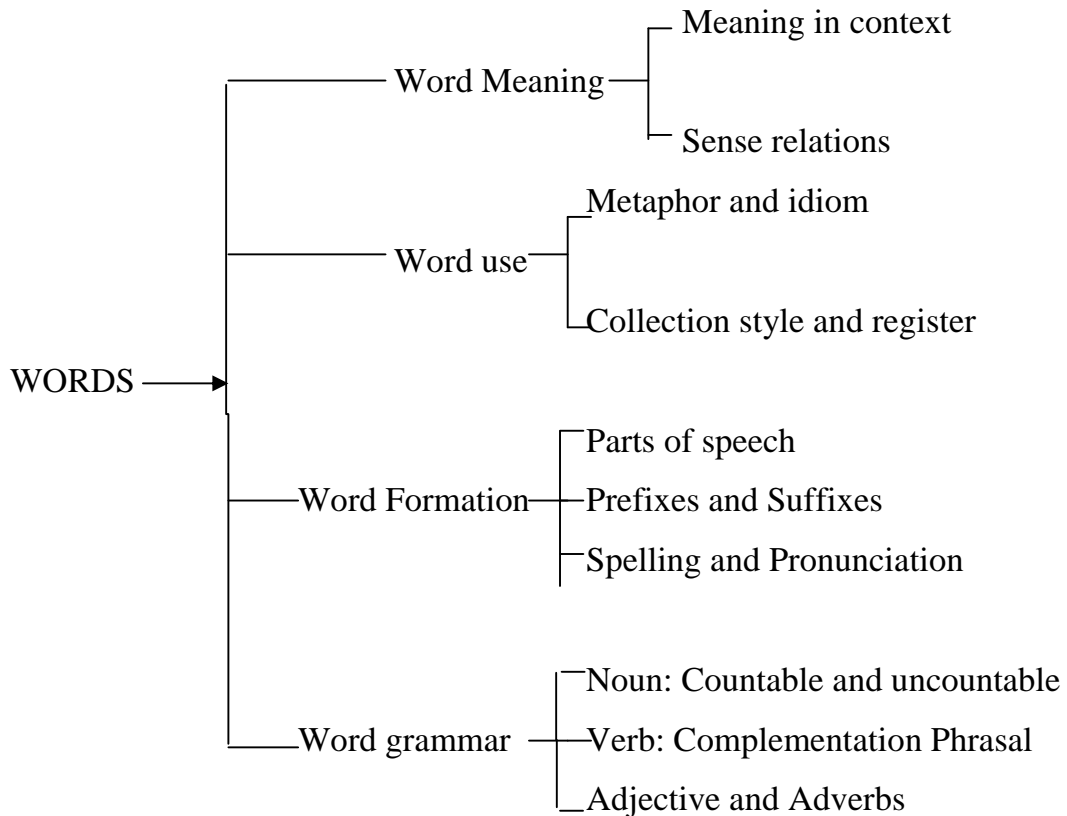 Meaning in context
Word Meaning
Sense relations
Metaphor and idiom
Word use
Collection style and register
WORDS
Parts of speech
Word Formation
Prefixes and Suffixes
Spelling and Pronunciation
Noun: Countable and uncountable
Word grammar
Verb: Complementation Phrasal
Adjective and Adverbs